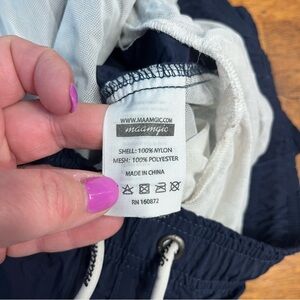 WWW.MAAMGIC.COM
maamgic
SHELL: 100% NYLON
MESH: 100% POLYESTER
MADE IN CHINA
RN 160872